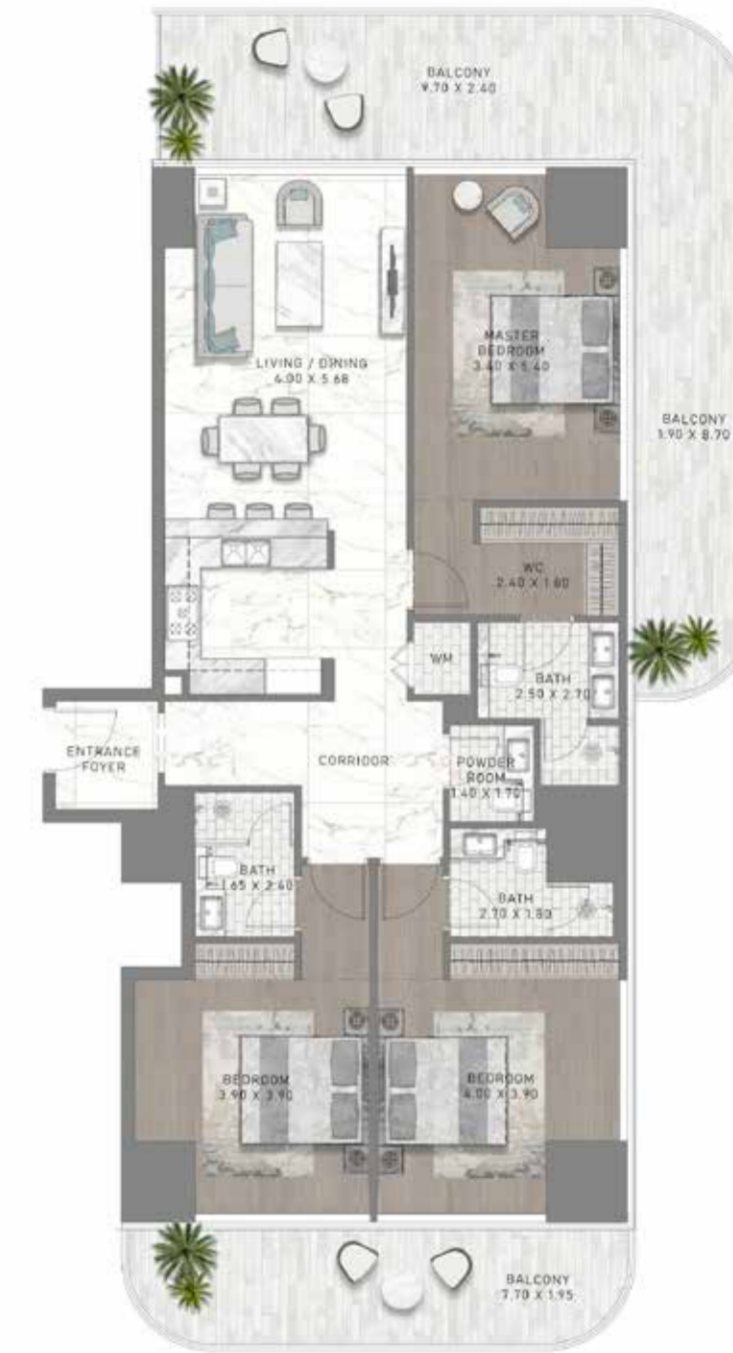 BALCONY
9.70 X 2.40
MASTER
BEDROOM
3.40 X 5.40
LIVING / DINING
4.00 X 5.68
BALCONY
1.90 X 8.70
WC
2.40 X 1.80
WM
BATH
2.50 X 2.70
ENTRANCE
FOYER
CORRIDOR
POWDER
ROOM
1.40 X 1.70
BATH
1.65 X 2.40
BATH
2.70 X 1.80
BEDROOM
3.90 X 3.90
BEDROOM
4.00 X 3.90
BALCONY
7.70 X 1.95